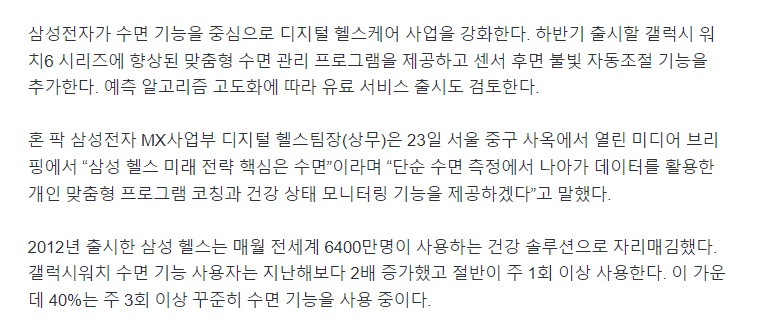 삼성전자가 수면 기능을 중심으로 디지털 헬스케어 사업을 강화한다. 하반기 출시할 갤럭시 워
치6 시리즈에 향상된 맞춤형 수면 관리 프로그램을 제공하고 센서 후면 불빛 자동조절 기능을
추가한다. 예측 알고리즘 고도화에 따라 유료 서비스 출시도 검토한다.
혼 팍 삼성전자 MX사업부 디지털 헬스팀장(상무)은 23일 서울 중구 사옥에서 열린 미디어 브리
핑에서 “삼성 헬스 미래 전략 핵심은 수면”이라며 “단순 수면 측정에서 나아가 데이터를 활용한
개인 맞춤형 프로그램 코칭과 건강 상태 모니터링 기능을 제공하겠다”고 말했다.
2012년 출시한 삼성 헬스는 매월 전세계 6400만명이 사용하는 건강 솔루션으로 자리매김했다.
갤럭시워치 수면 기능 사용자는 지난해보다 2배 증가했고 절반이 주 1회 이상 사용한다. 이 가운
데 40%는 주 3회 이상 꾸준히 수면 기능을 사용 중이다.